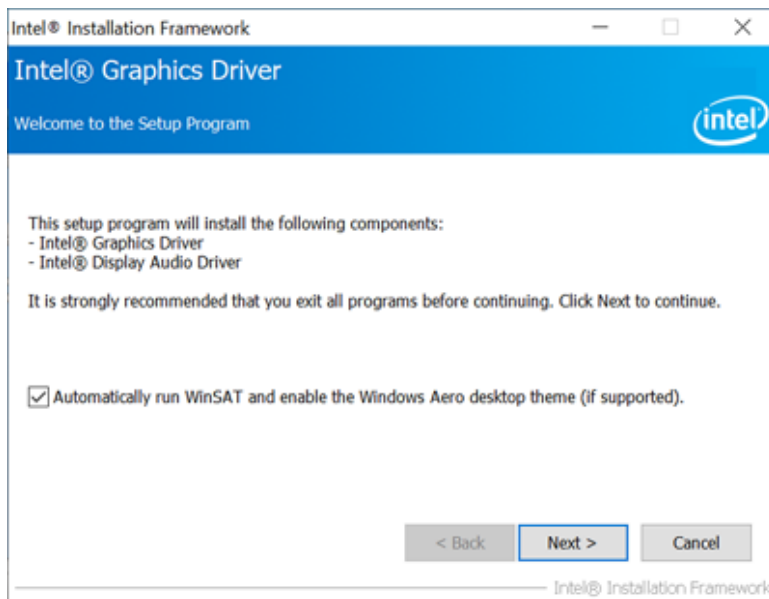 Intel® Installation Framework
Intel® Graphics Driver
Welcome to the Setup Program
intel
This setup program will install the following components:
- Intel® Graphics Driver
- Intel® Display Audio Driver
It is strongly recommended that you exit all programs before continuing. Click Next to continue.
Automatically run WinSAT and enable the Windows Aero desktop theme (if supported).
< Back Next > Cancel
Intel® Installation Framework